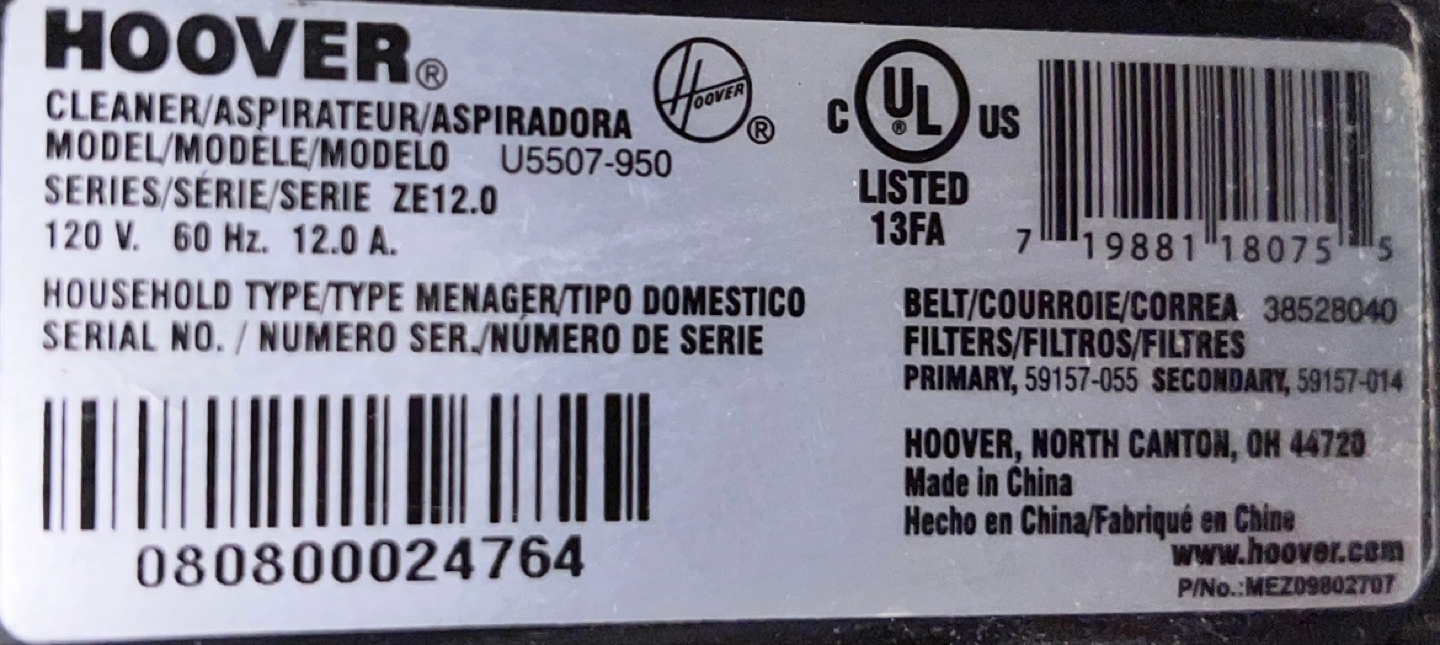 HOOVER®
HOOVER ®
CLEANER/ASPIRATEUR/ASPIRADORA
MODEL/MODÈLE/MODELO U5507-950
SERIES/SÉRIE/SERIE ZE12.0
120 V. 60 Hz. 12.0 A.
HOUSEHOLD TYPE/TYPE MENAGER/TIPO DOMESTICO
SERIAL NO. / NUMERO SER./NÚMERO DE SERIE
080800024764
C UL® US
LISTED
13FA
7 19881 18075 5
BELT/COURROIE/CORREA 38528040
FILTERS/FILTROS/FILTRES
PRIMARY, 59157-055 SECONDARY, 59157-014
HOOVER, NORTH CANTON, OH 44720
Made in China
Hecho en China/Fabriqué en Chine
www.hoover.com
P/No.:MEZ09802707